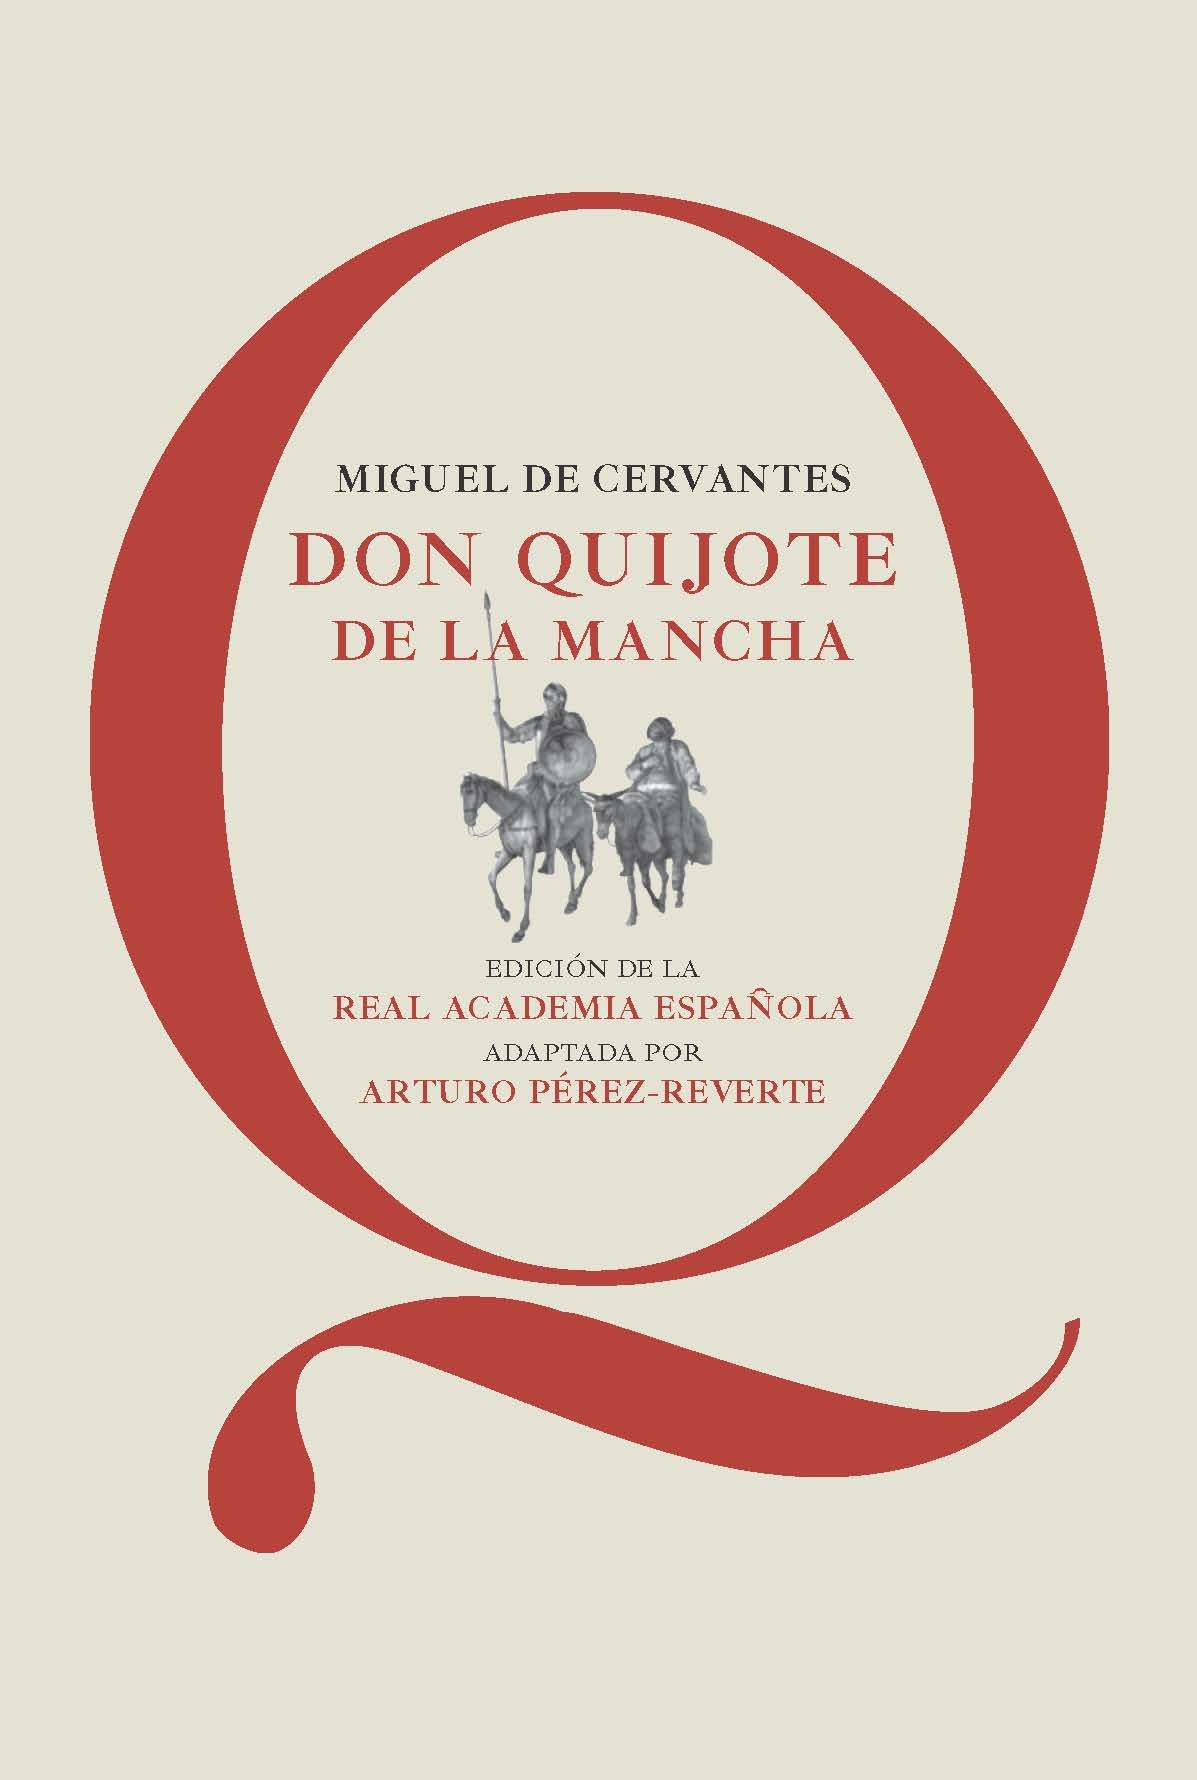 MIGUEL DE CERVANTES
DON QUIJOTE
DE LA MANCHA
EDICIÓN DE LA
REAL ACADEMIA ESPAÑOLA
ADAPTADA POR
ARTURO PÉREZ-REVERTE